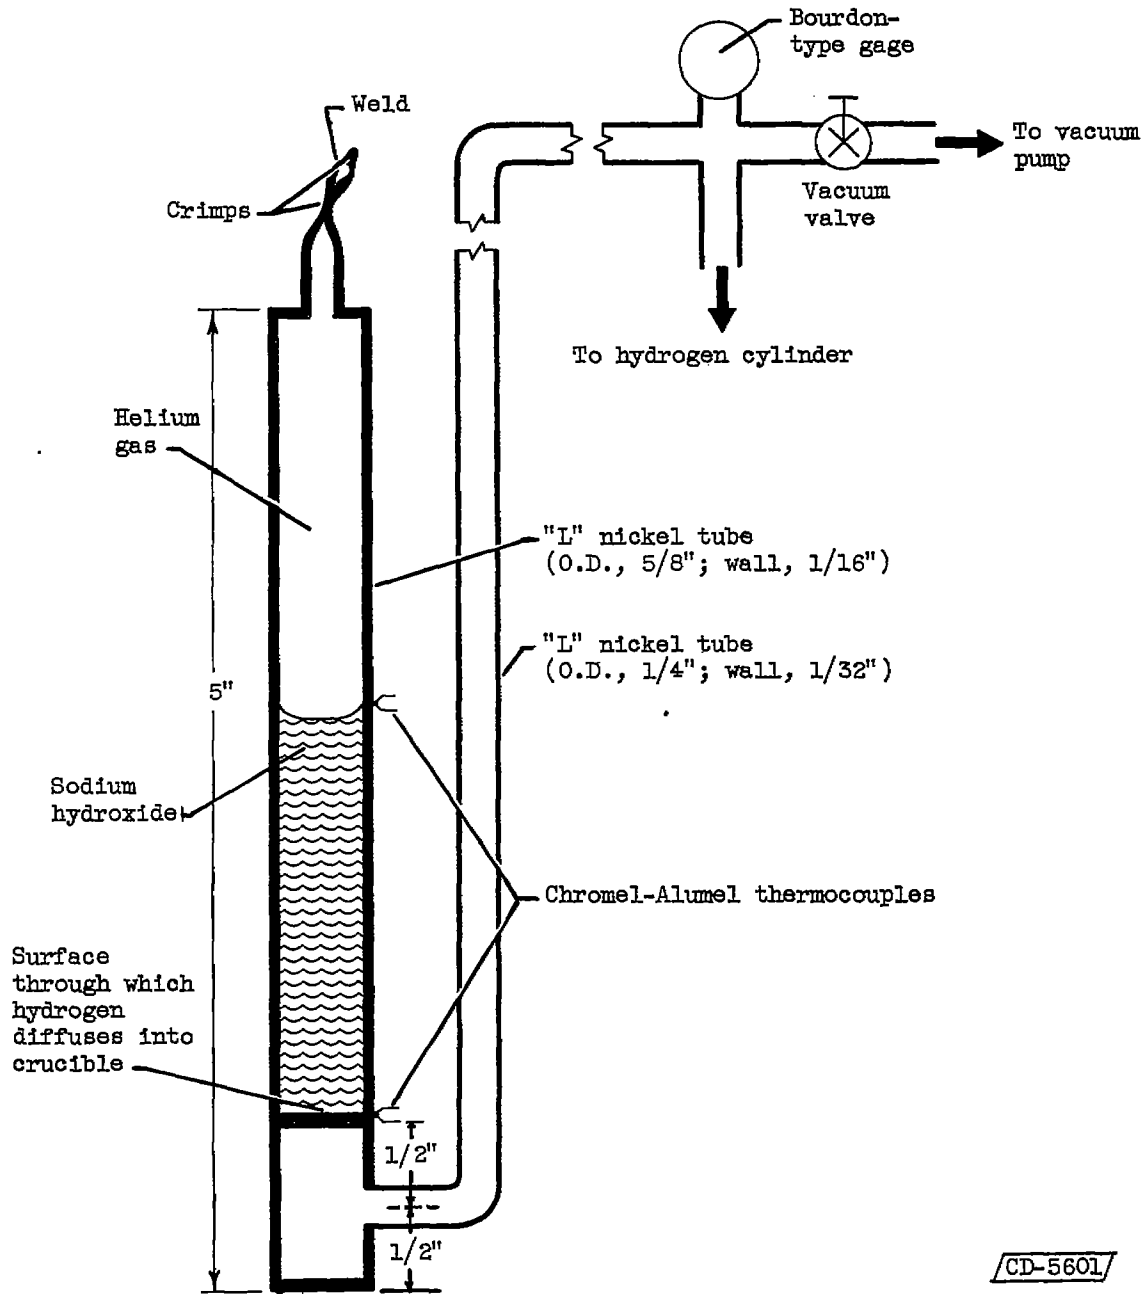 Bourdon-
type gage
Weld
To vacuum
pump
Crimps
Vacuum
valve
To hydrogen cylinder
Helium
gas
"L" nickel tube
(O.D., 5/8"; wall, 1/16")
"L" nickel tube
(O.D., 1/4"; wall, 1/32")
5"
Sodium
hydroxide
Chromel-Alumel thermocouples
Surface
through which
hydrogen
diffuses into
crucible
1/2"
1/2"
CD-5601